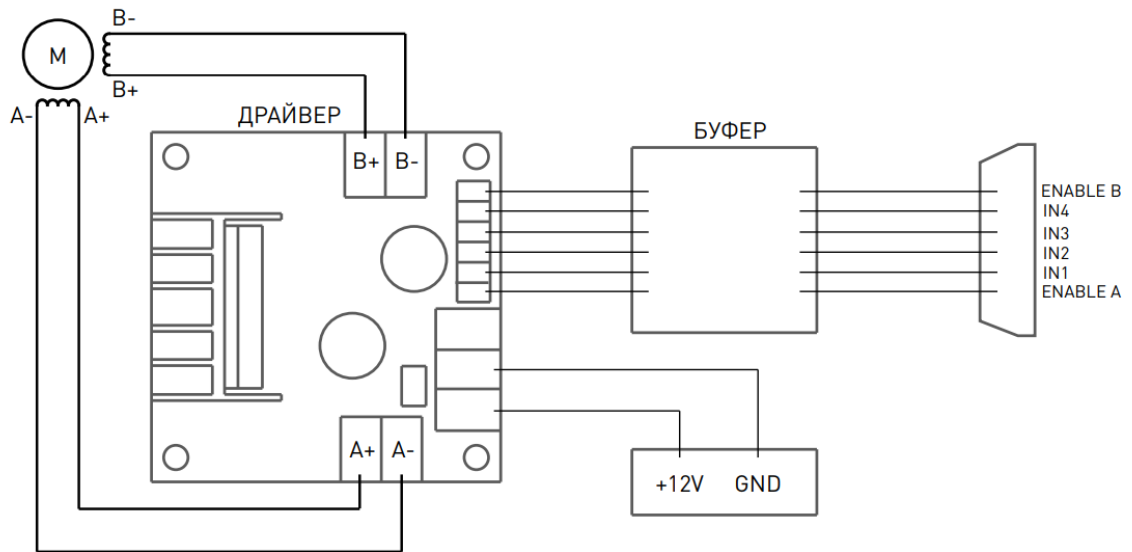 B-
M
B+
A-
A+
ДРАЙВЕР
B+
B-
A+
A-
БУФЕР
ENABLE B
IN4
IN3
IN2
IN1
ENABLE A
+12V
GND